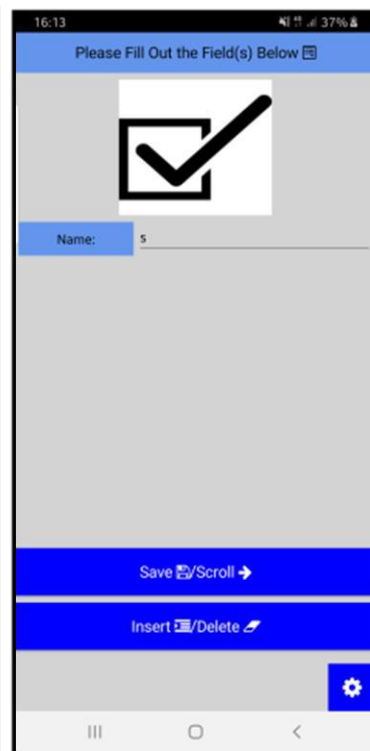 16:13 37%
Please Fill Out the Field(s) Below
Name: s
Save /Scroll
Insert /Delete